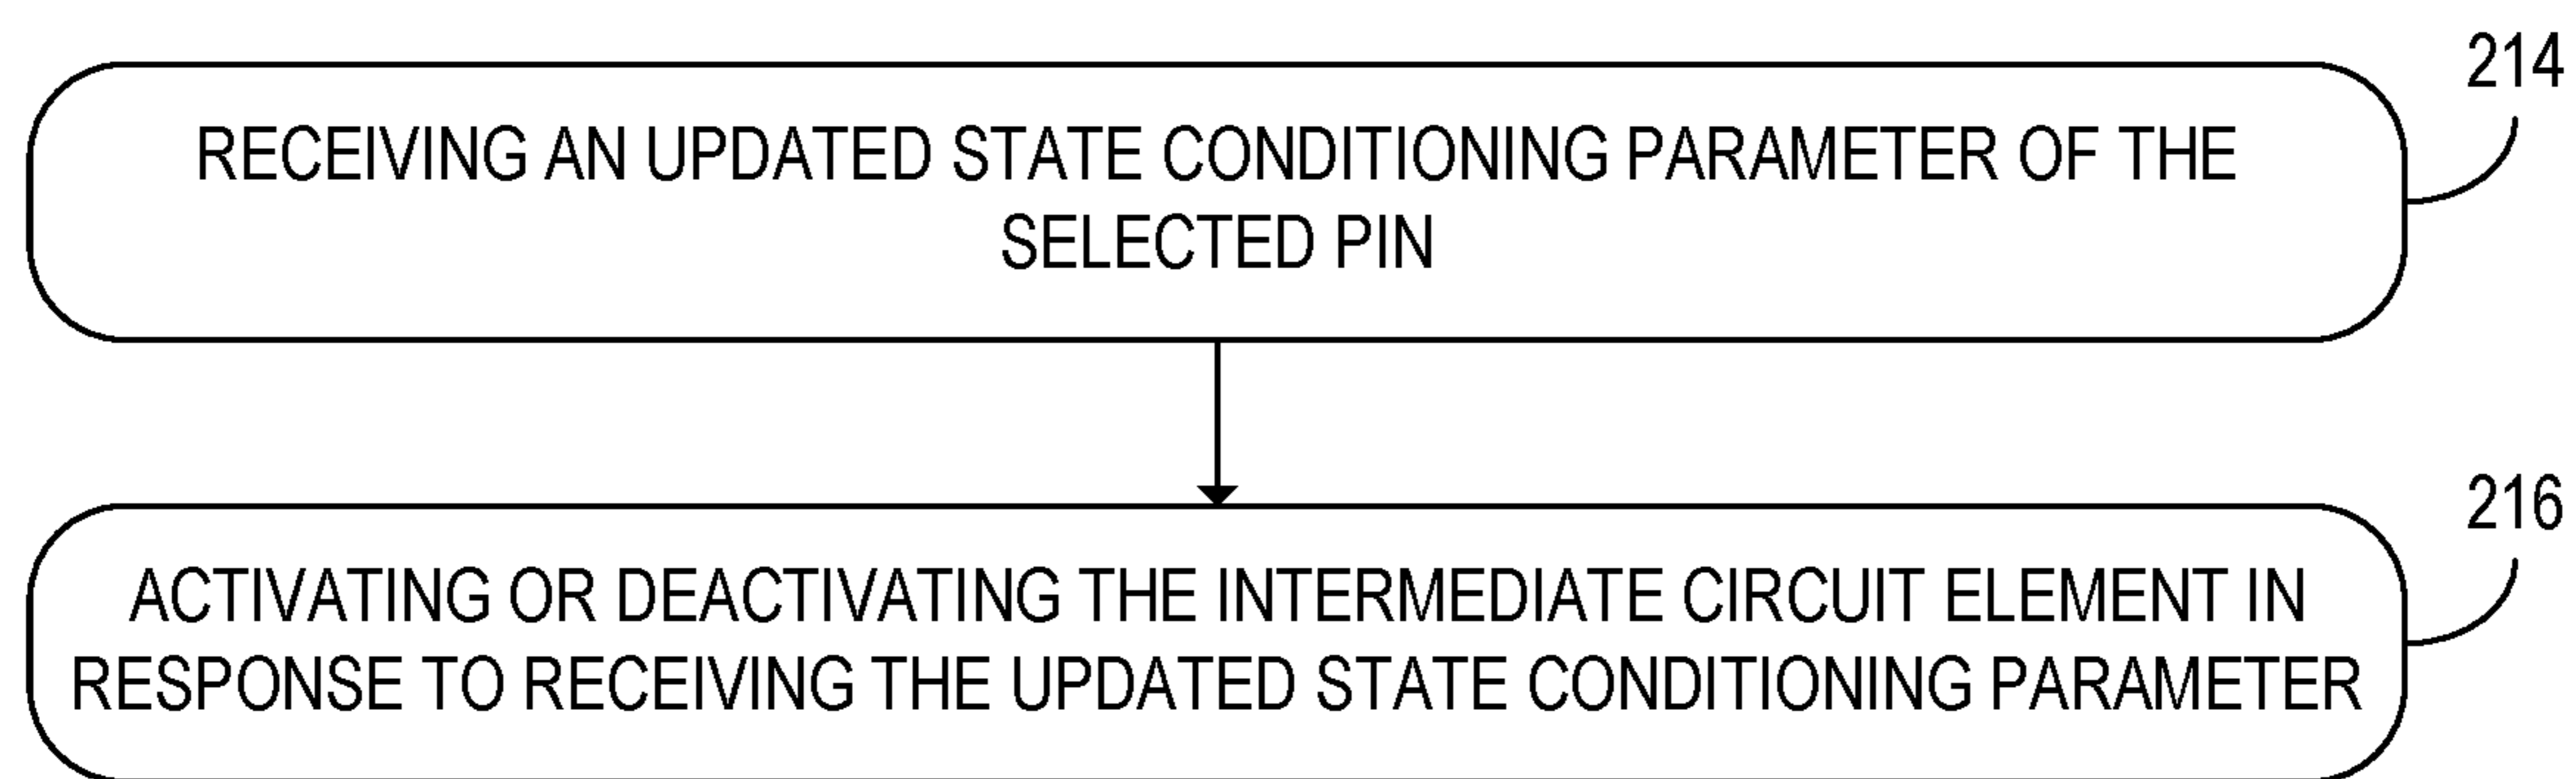 214
RECEIVING AN UPDATED STATE CONDITIONING PARAMETER OF THE
SELECTED PIN
216
ACTIVATING OR DEACTIVATING THE INTERMEDIATE CIRCUIT ELEMENT IN
RESPONSE TO RECEIVING THE UPDATED STATE CONDITIONING PARAMETER